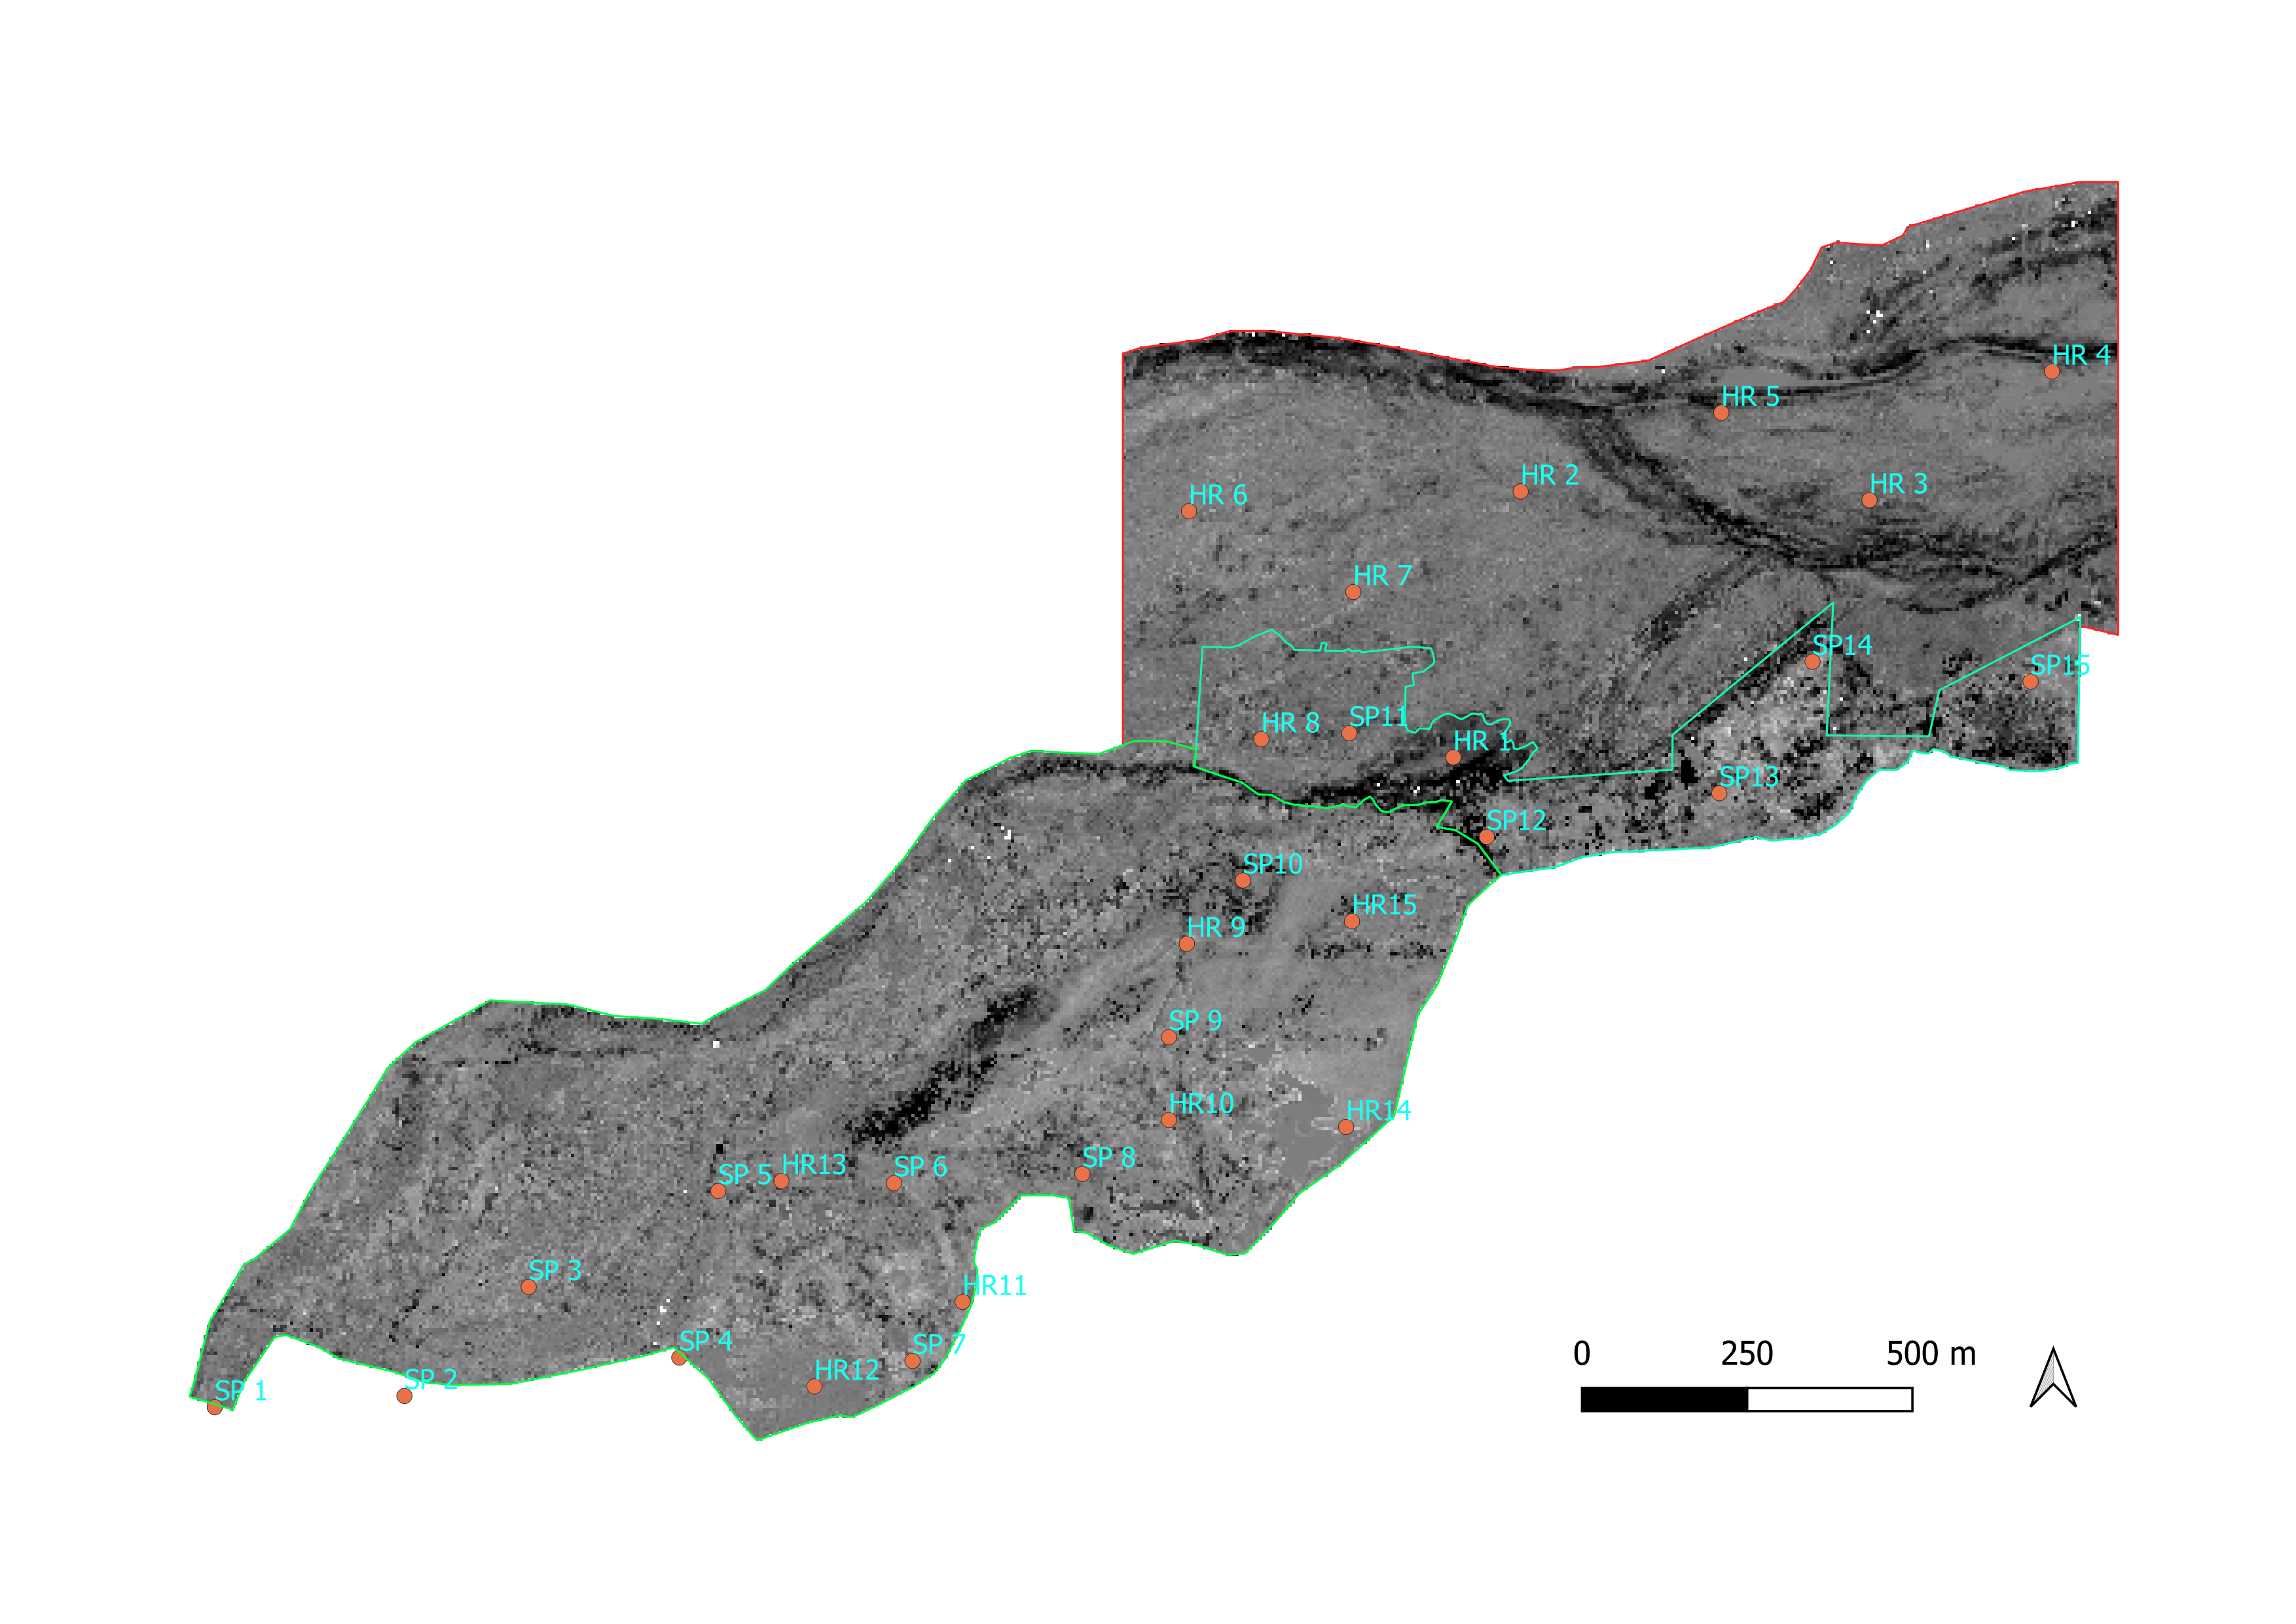 HR 4
HR 5
HR 2
HR 3
HR 6
HR 7
SP14
SP15
HR 8
SP11
HR 1
SP13
SP12
SP10
HR15
HR 9
SP 9
HR10
HR14
SP 8
SP 5
HR13
SP 6
SP 3
HR11
SP 4
SP 7
HR12
SP 2
SP 1
0 250 500 m